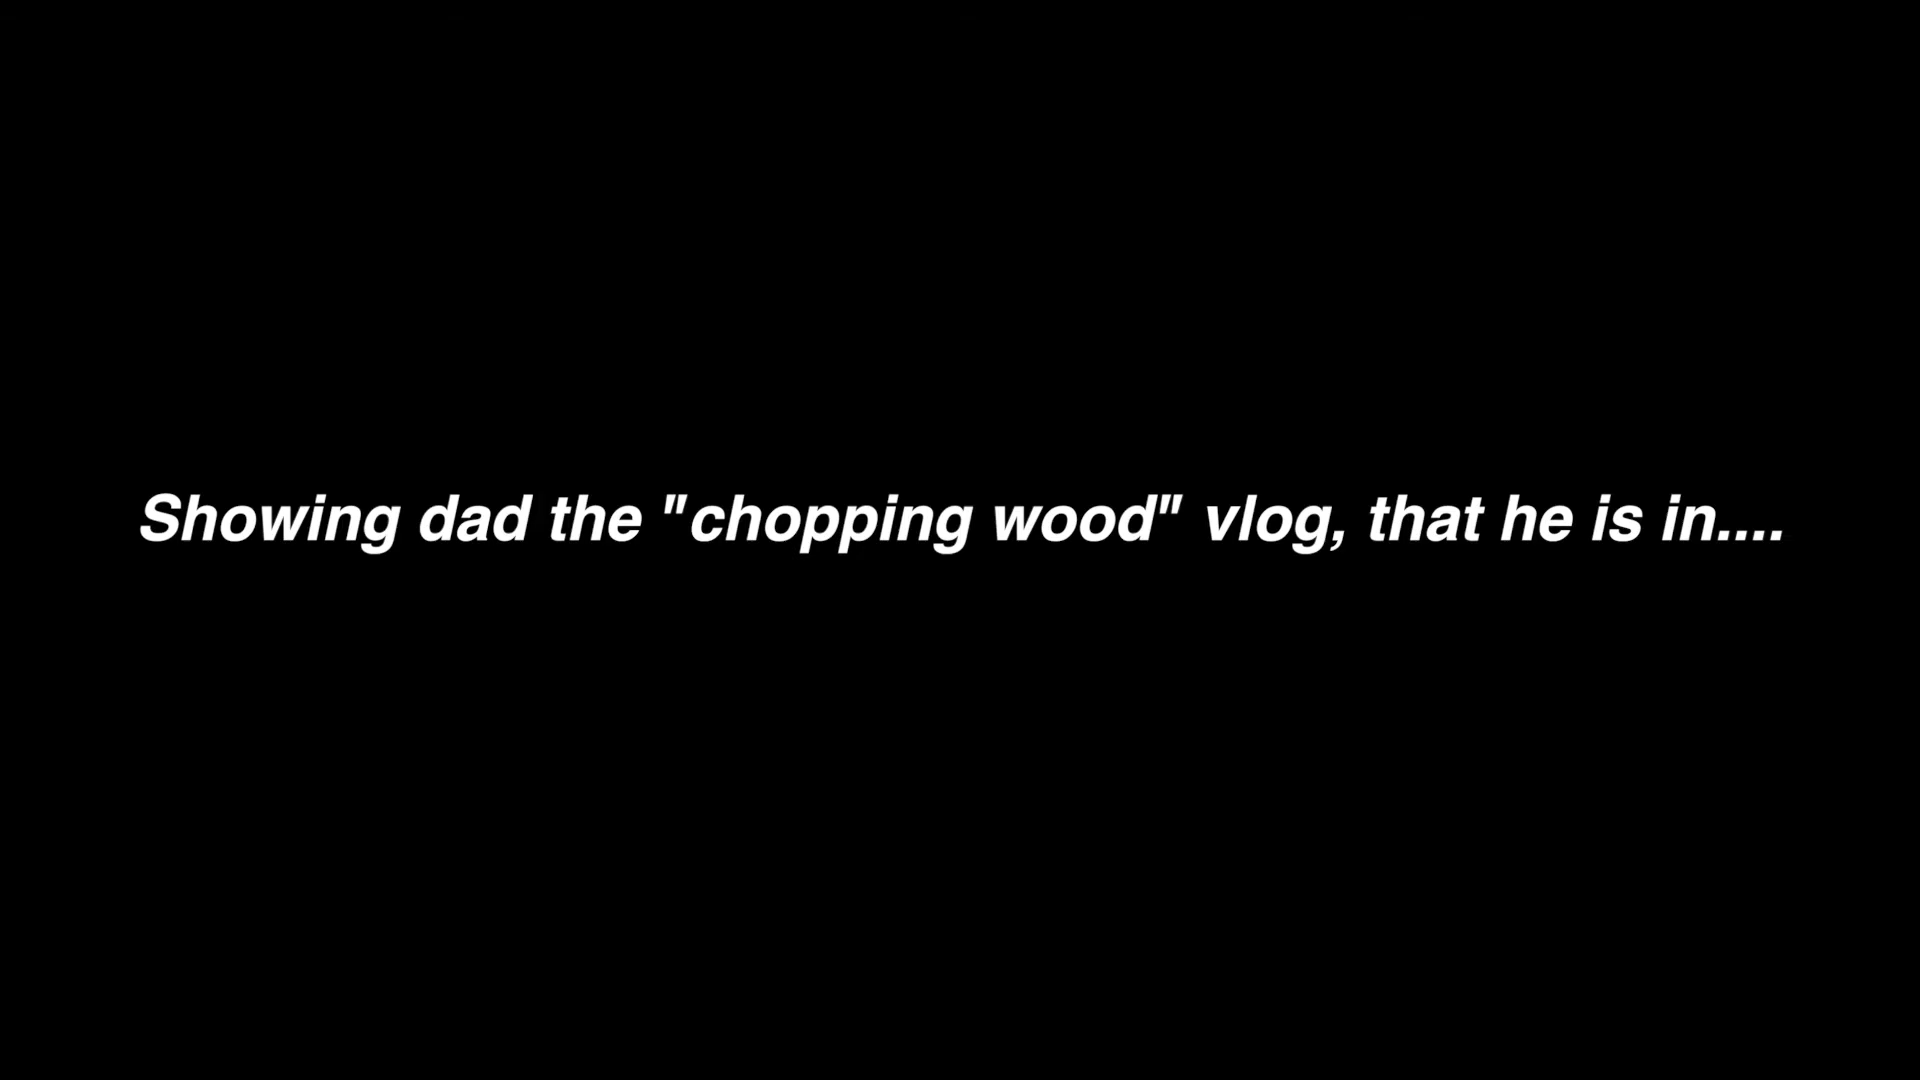 Showing dad the "chopping wood" vlog, that he is in....